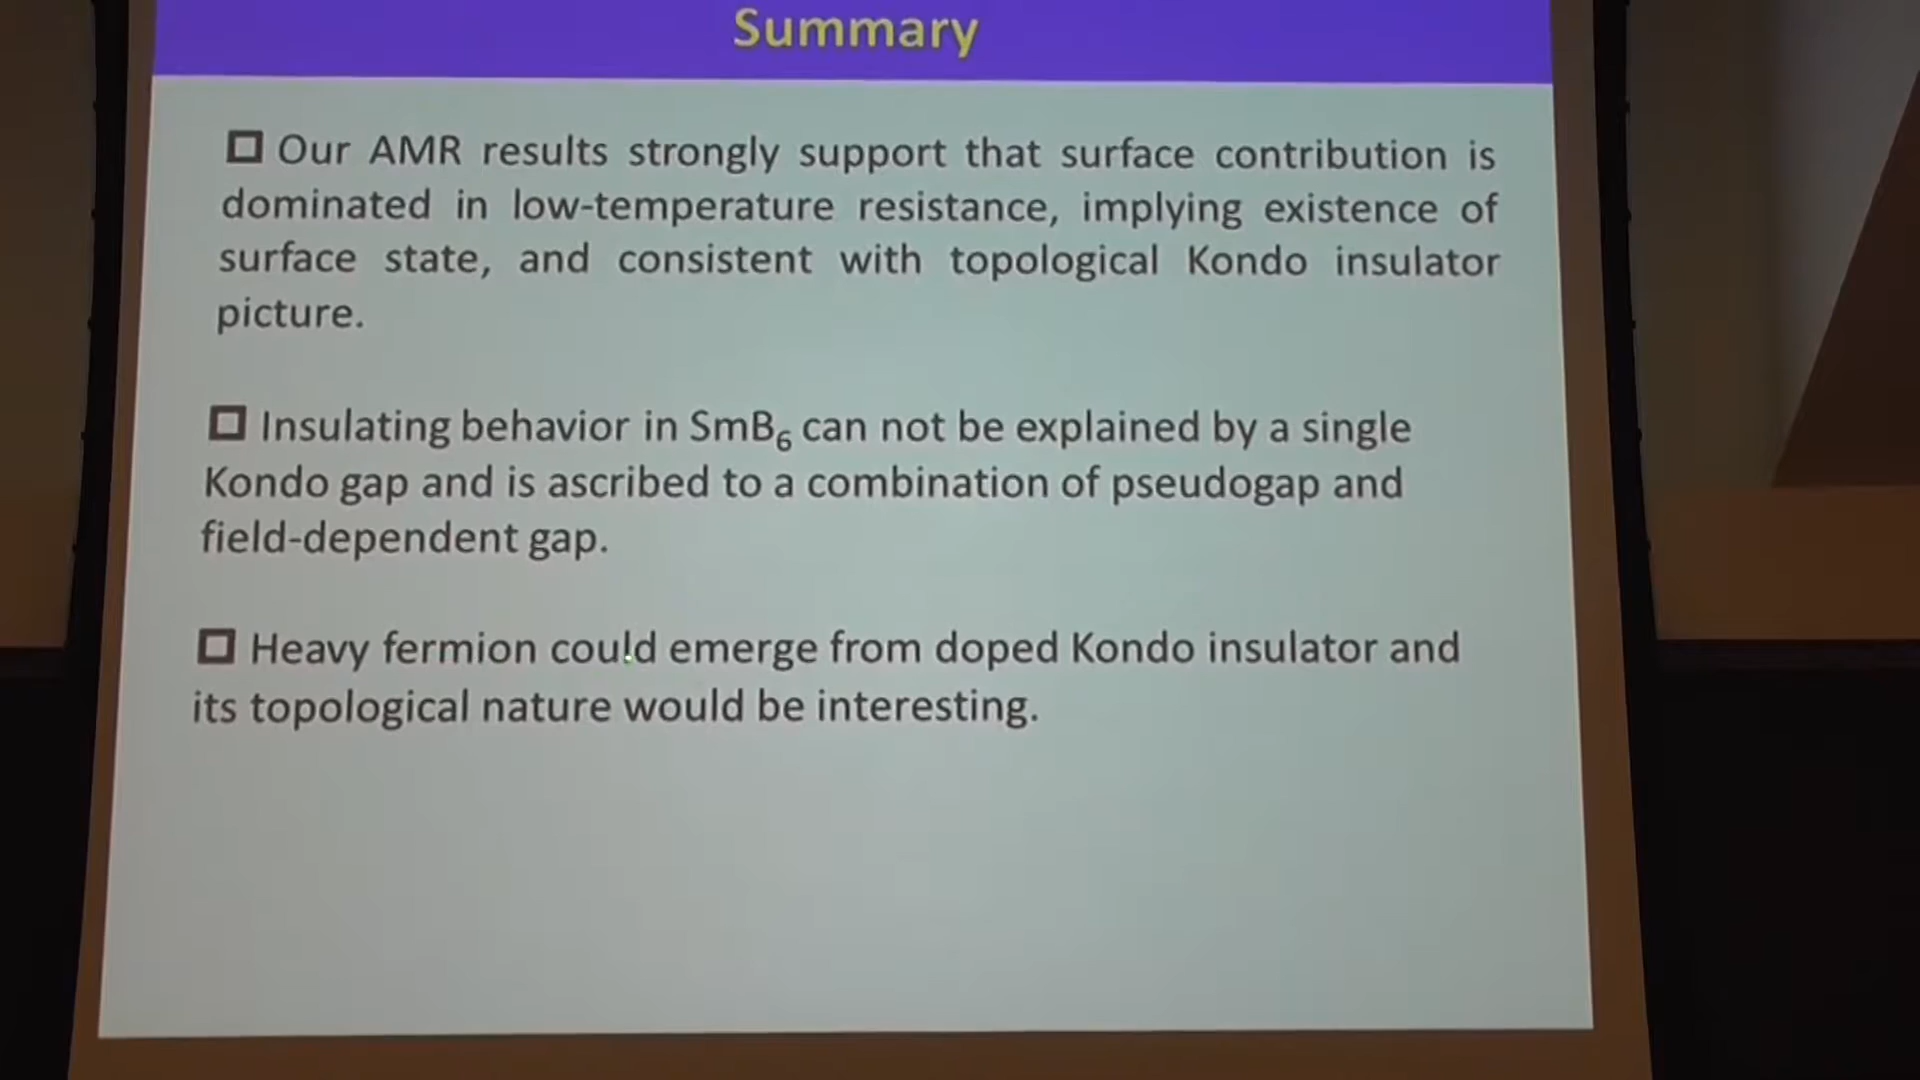 Summary
Our AMR results strongly support that surface contribution is
dominated in low-temperature resistance, implying existence of
surface state, and consistent with topological Kondo insulator
picture.
Insulating behavior in SmB₆ can not be explained by a single
Kondo gap and is ascribed to a combination of pseudogap and
field-dependent gap.
Heavy fermion could emerge from doped Kondo insulator and
its topological nature would be interesting.